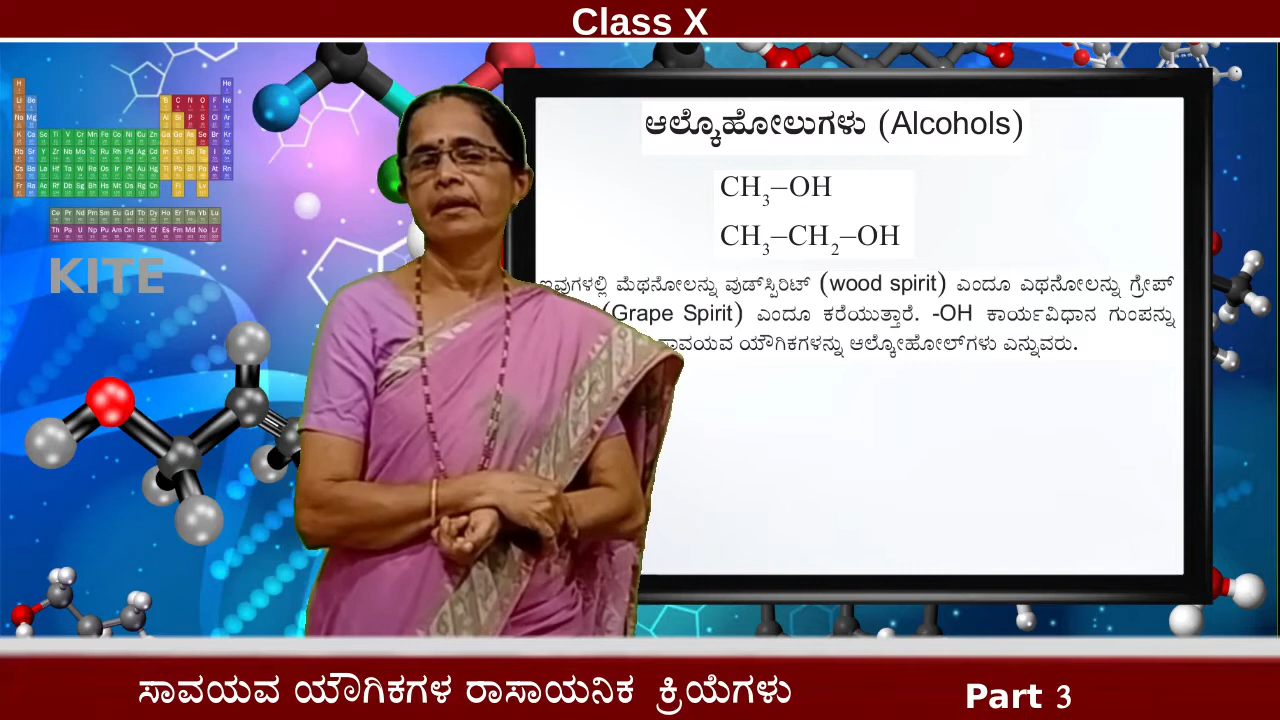 Class X
ಆಲ್ಕೊಹೋಲುಗಳು (Alcohols)
CH₃–OH
CH₃–CH₂–OH
ಇವುಗಳಲ್ಲಿ ಮೆಥನೋಲನ್ನು ವುಡ್‌ಸ್ಪಿರಿಟ್ (wood spirit) ಎಂದೂ ಎಥನೋಲನ್ನು ಗ್ರೇಪ್
(Grape Spirit) ಎಂದೂ ಕರೆಯುತ್ತಾರೆ. -OH ಕಾರ್ಯವಿಧಾನ ಗುಂಪನ್ನು
ಸಾವಯವ ಯೌಗಿಕಗಳನ್ನು ಆಲ್ಕೋಹೋಲ್‌ಗಳು ಎನ್ನುವರು.
KITE
ಸಾವಯವ ಯೌಗಿಕಗಳ ರಾಸಾಯನಿಕ ಕ್ರಿಯೆಗಳು
Part 3